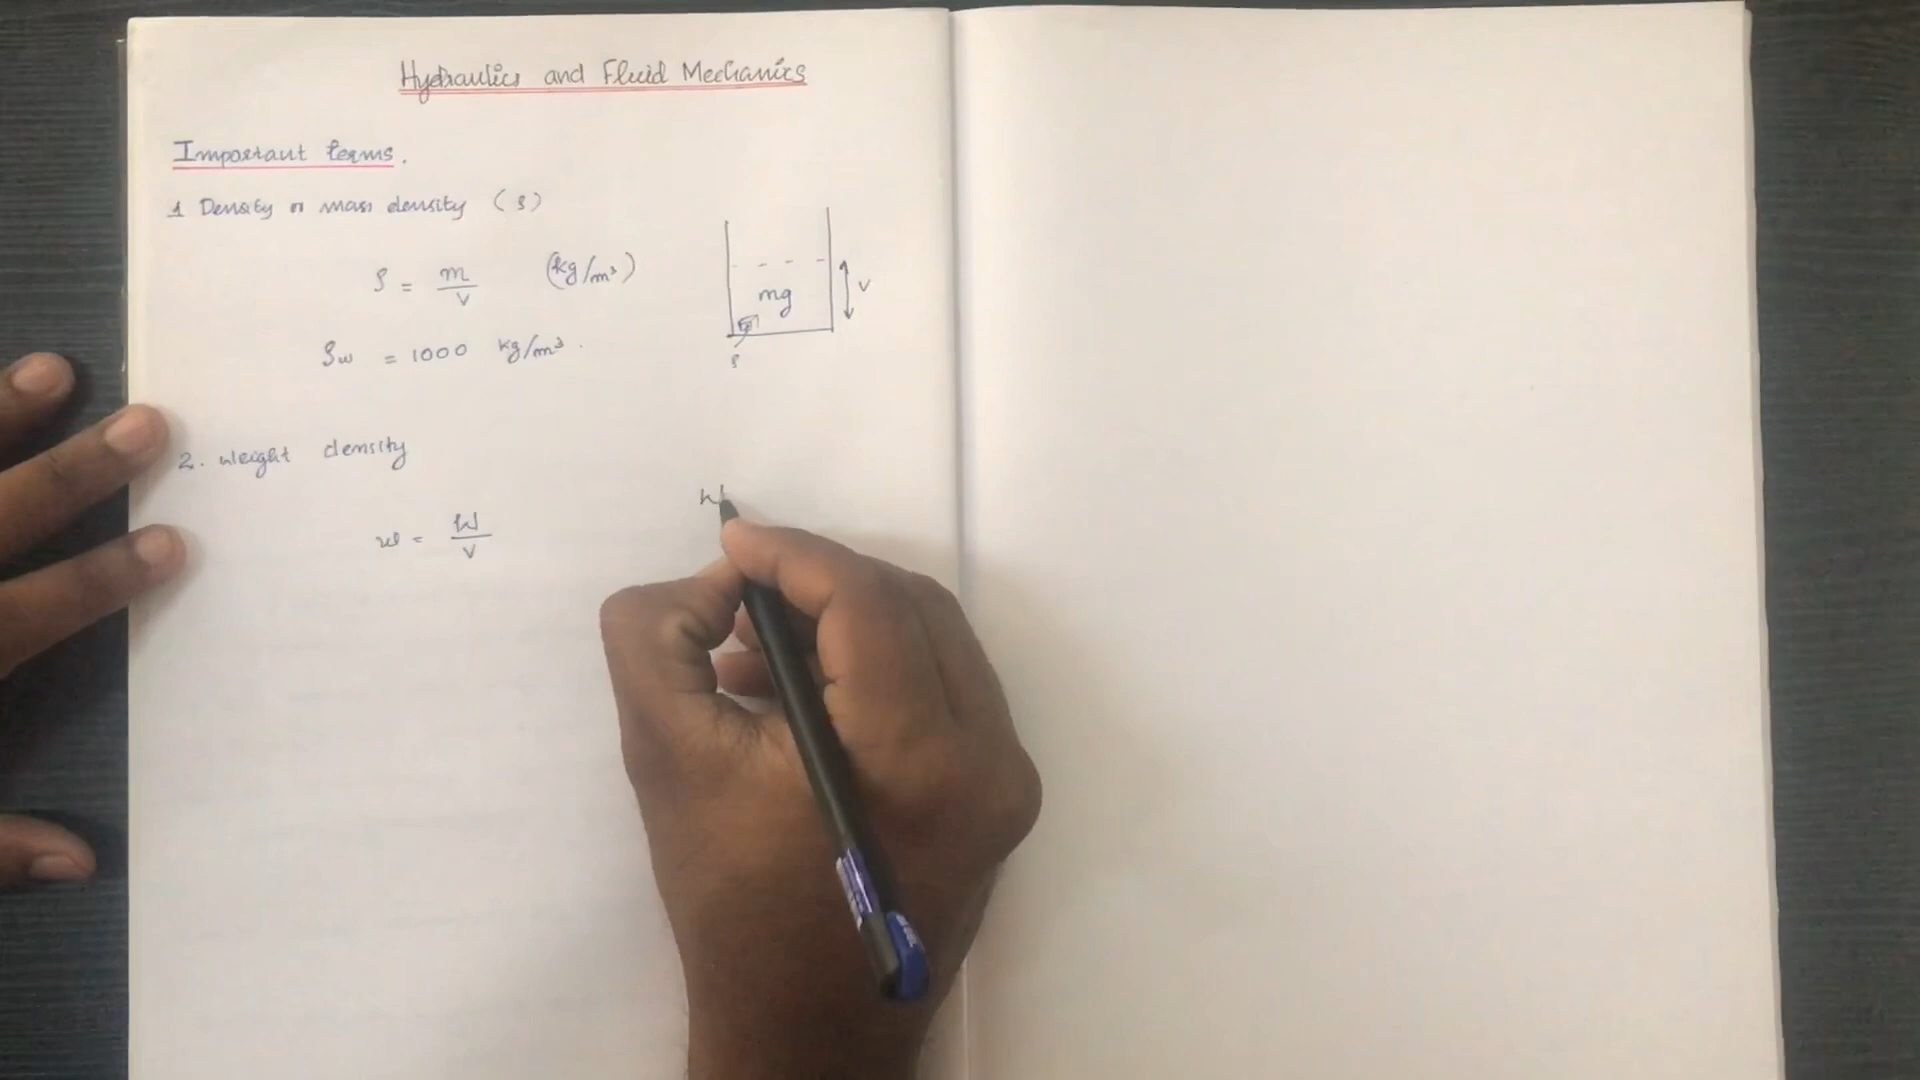 Hydraulics and Fluid Mechanics
Important terms.
1 Density or mass density (ρ)
ρ = m/v (kg/m³)
ρw = 1000 kg/m³.
mg
v
ρ
2. weight density
w = W/v
W